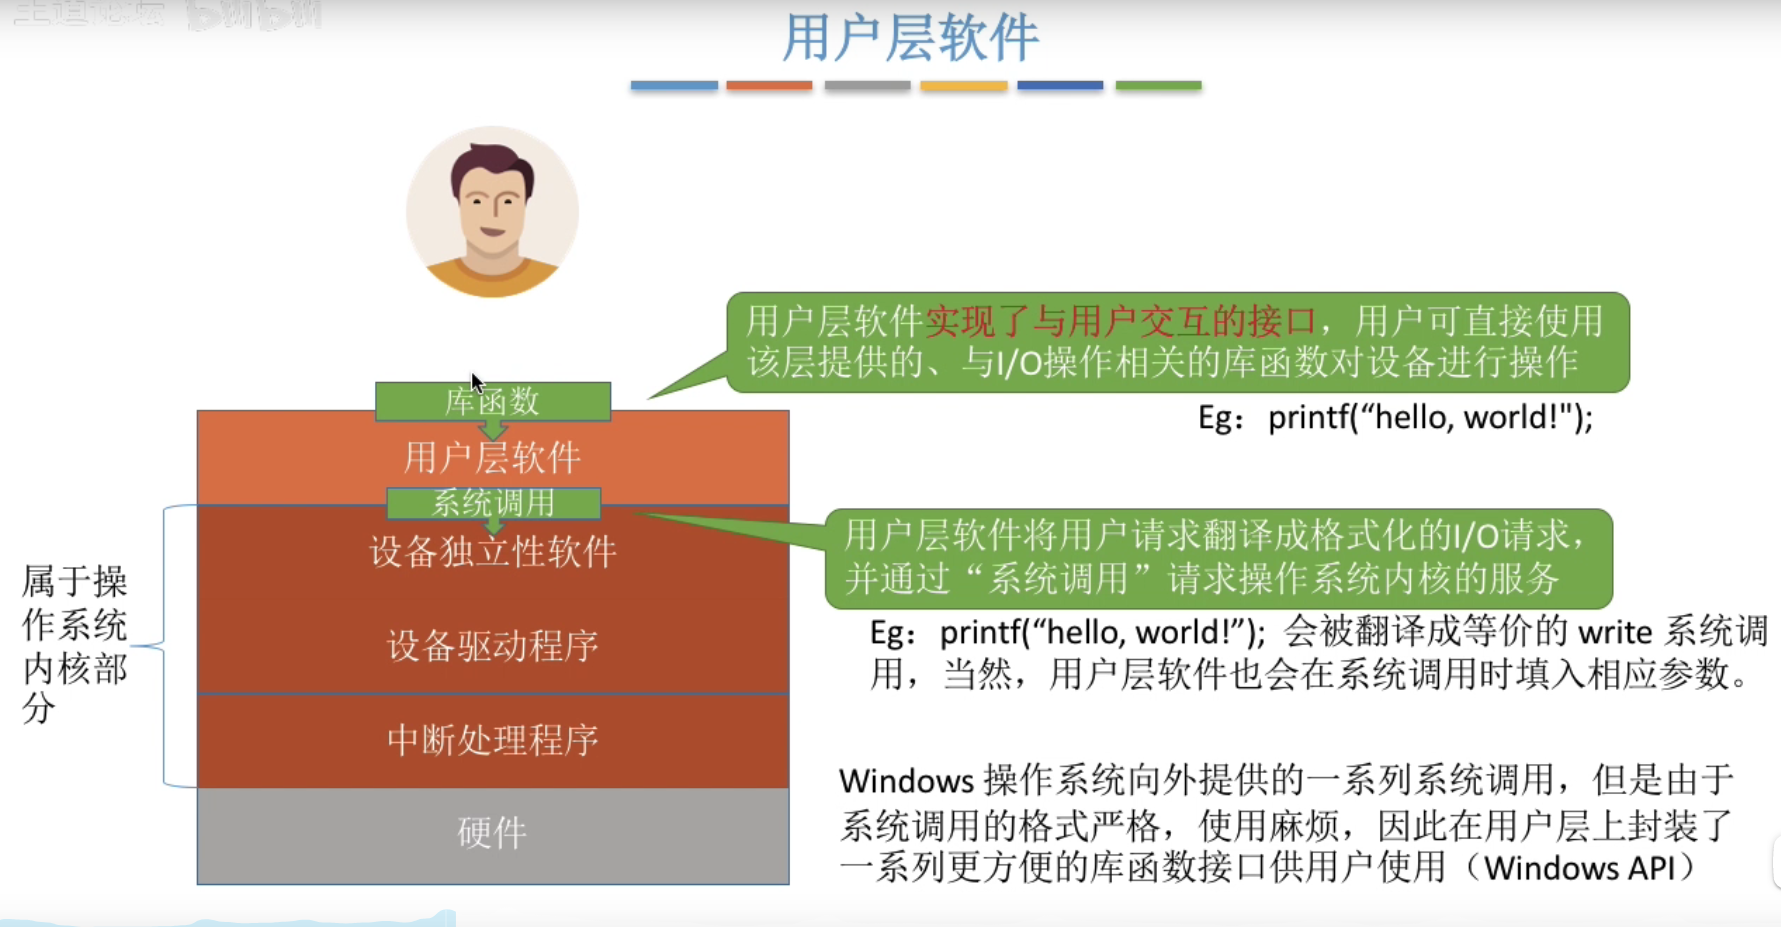 王道论坛 bilibili
用户层软件
用户层软件实现了与用户交互的接口，用户可直接使用
该层提供的、与I/O操作相关的库函数对设备进行操作
Eg： printf(“hello, world!");
库函数
用户层软件
系统调用
设备独立性软件
设备驱动程序
中断处理程序
硬件
属于操
作系统
内核部
分
用户层软件将用户请求翻译成格式化的I/O请求，
并通过“系统调用”请求操作系统内核的服务
Eg： printf(“hello, world!”); 会被翻译成等价的 write 系统调
用，当然，用户层软件也会在系统调用时填入相应参数。
Windows 操作系统向外提供的一系列系统调用，但是由于
系统调用的格式严格，使用麻烦，因此在用户层上封装了
一系列更方便的库函数接口供用户使用（Windows API）